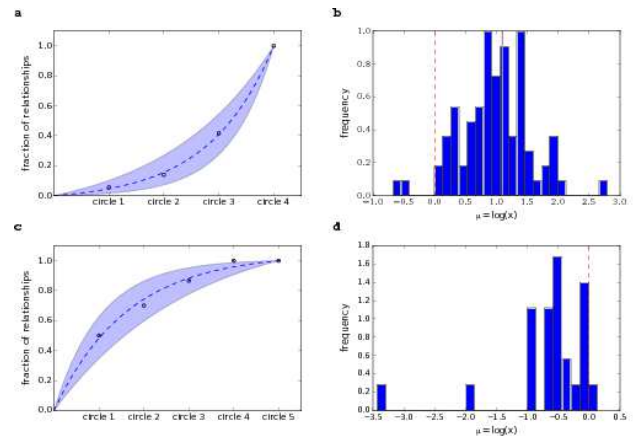 a
1.0
0.8
0.6
0.4
0.2
0.0
fraction of relationships
circle 1 circle 2 circle 3 circle 4
b
1.0
0.8
0.6
0.4
0.2
0.0
frequency
−1.0 −0.5 0.0 0.5 1.0 1.5 2.0 2.5 3.0
μ = log(x)
c
1.0
0.8
0.6
0.4
0.2
0.0
fraction of relationships
circle 1 circle 2 circle 3 circle 4 circle 5
d
1.8
1.6
1.4
1.2
1.0
0.8
0.6
0.4
0.2
0.0
frequency
−3.5 −3.0 −2.5 −2.0 −1.5 −1.0 −0.5 0.0 0.5
μ = log(x)